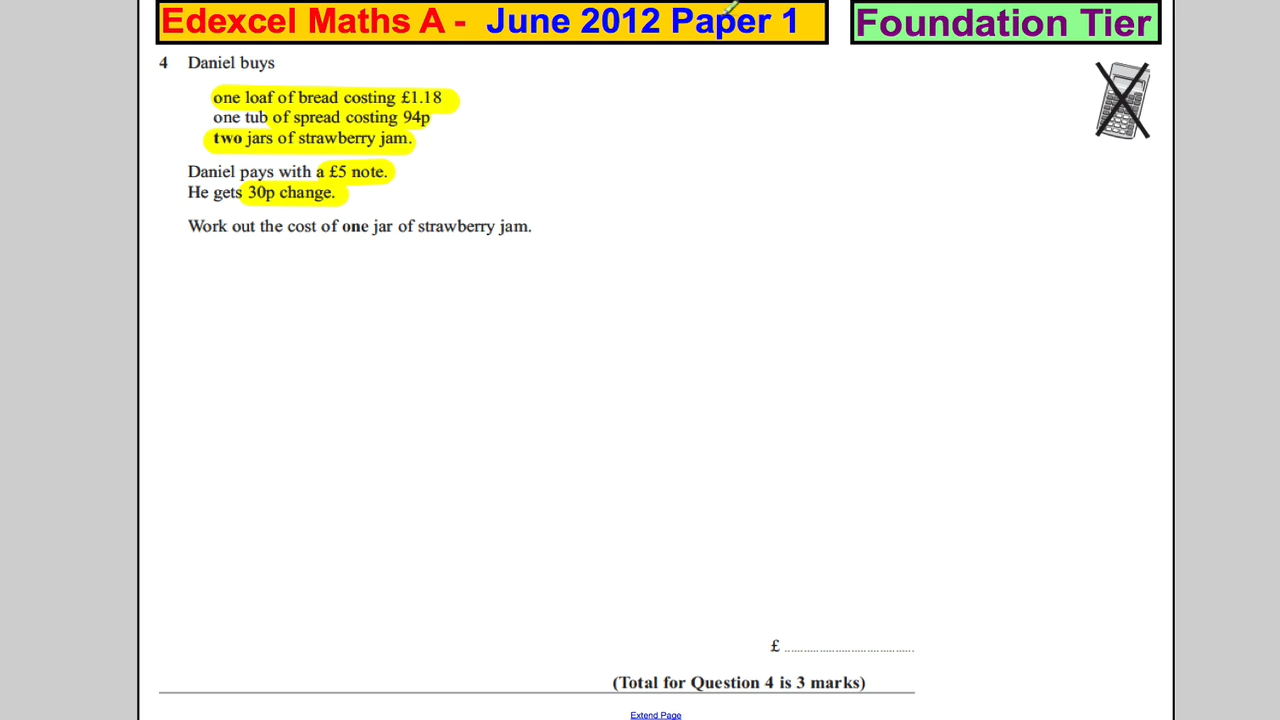 Edexcel Maths A - June 2012 Paper 1
Foundation Tier
4 Daniel buys
one loaf of bread costing £1.18
one tub of spread costing 94p
two jars of strawberry jam.
Daniel pays with a £5 note.
He gets 30p change.
Work out the cost of one jar of strawberry jam.
£ ........................................
(Total for Question 4 is 3 marks)
Extend Page